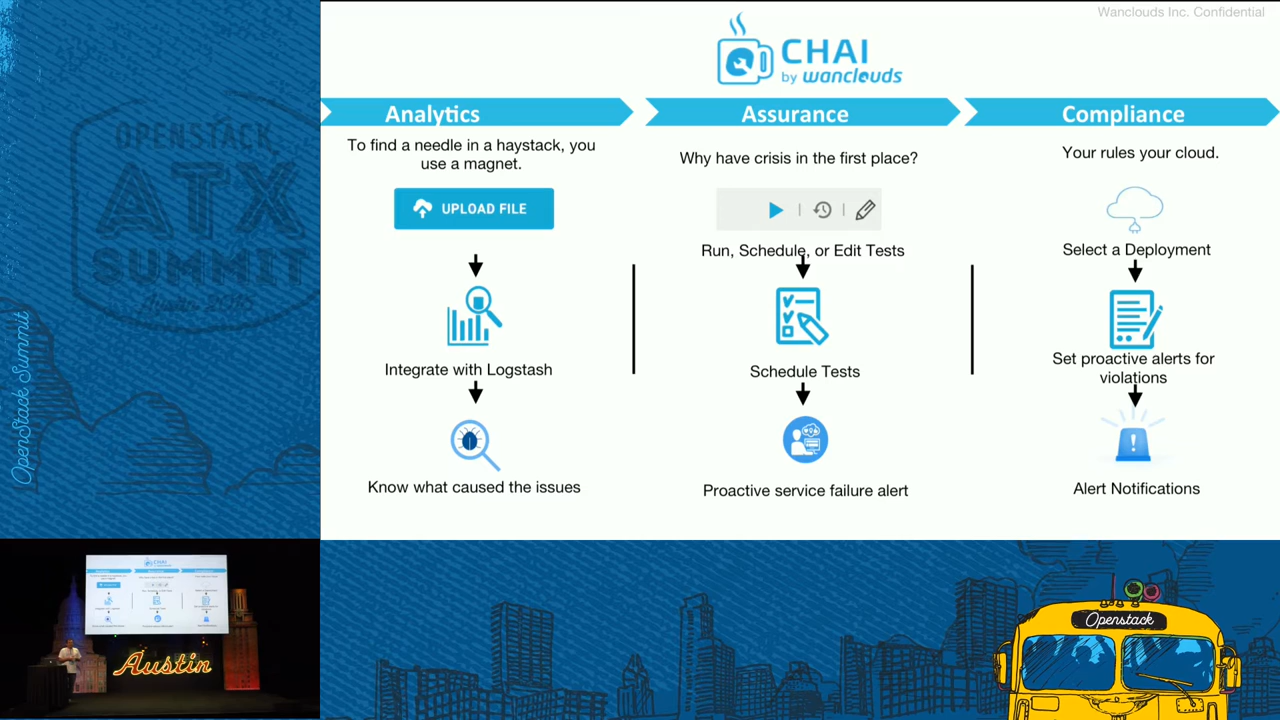 Wanclouds Inc. Confidential
CHAI
by wanclouds
Analytics
To find a needle in a haystack, you
use a magnet.
UPLOAD FILE
Integrate with Logstash
Know what caused the issues
Assurance
Why have crisis in the first place?
Run, Schedule, or Edit Tests
Schedule Tests
Proactive service failure alert
Compliance
Your rules your cloud.
Select a Deployment
Set proactive alerts for
violations
Alert Notifications
OPENSTACK
ATX
SUMMIT
OpenStack Summit
Austin
Openstack